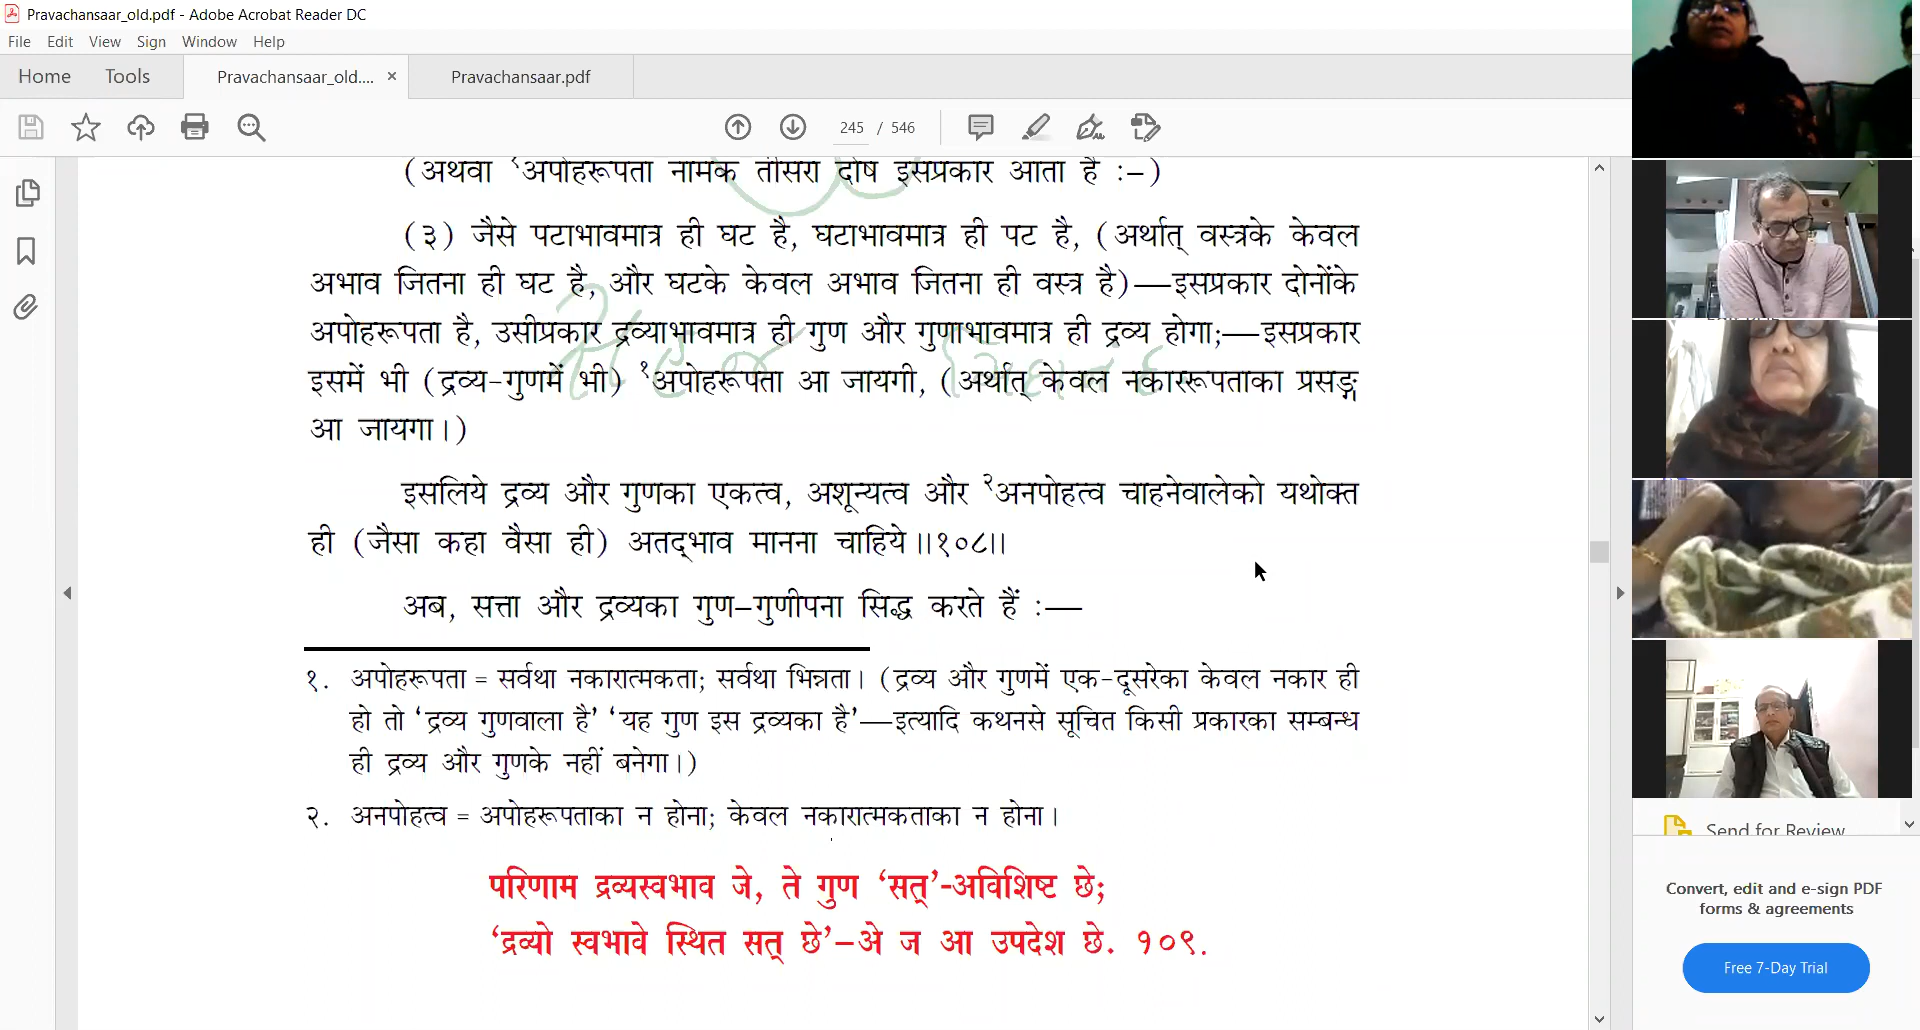 Pravachansaar_old.pdf - Adobe Acrobat Reader DC
File Edit View Sign Window Help
Home Tools Pravachansaar_old.... × Pravachansaar.pdf
245 / 546
(अथवा १अपोहरूपता नामक तीसरा दोष इसप्रकार आता है :–)
(३) जैसे पटाभावमात्र ही घट है, घटाभावमात्र ही पट है, (अर्थात् वस्त्रके केवल
अभाव जितना ही घट है, और घटके केवल अभाव जितना ही वस्त्र है)—इसप्रकार दोनोंके
अपोहरूपता है, उसीप्रकार द्रव्याभावमात्र ही गुण और गुणाभावमात्र ही द्रव्य होगा;—इसप्रकार
इसमें भी (द्रव्य-गुणमें भी) १अपोहरूपता आ जायगी, (अर्थात् केवल नकाररूपताका प्रसङ्ग
आ जायगा।)
इसलिये द्रव्य और गुणका एकत्व, अशून्यत्व और २अनपोहत्व चाहनेवालेको यथोक्त
ही (जैसा कहा वैसा ही) अतद्भाव मानना चाहिये॥१०८॥
अब, सत्ता और द्रव्यका गुण–गुणीपना सिद्ध करते हैं :—
१. अपोहरूपता = सर्वथा नकारात्मकता; सर्वथा भिन्नता। (द्रव्य और गुणमें एक-दूसरेका केवल नकार ही
हो तो ‘द्रव्य गुणवाला है’ ‘यह गुण इस द्रव्यका है’—इत्यादि कथनसे सूचित किसी प्रकारका सम्बन्ध
ही द्रव्य और गुणके नहीं बनेगा।)
२. अनपोहत्व = अपोहरूपताका न होना; केवल नकारात्मकताका न होना।
परिणाम द्रव्यस्वभाव जे, ते गुण ‘सत्’-अविशिष्ट छे;
‘द्रव्यो स्वभावे स्थित सत् छे’–अे ज आ उपदेश छे. १०९.
Send for Review
Convert, edit and e-sign PDF
forms & agreements
Free 7-Day Trial